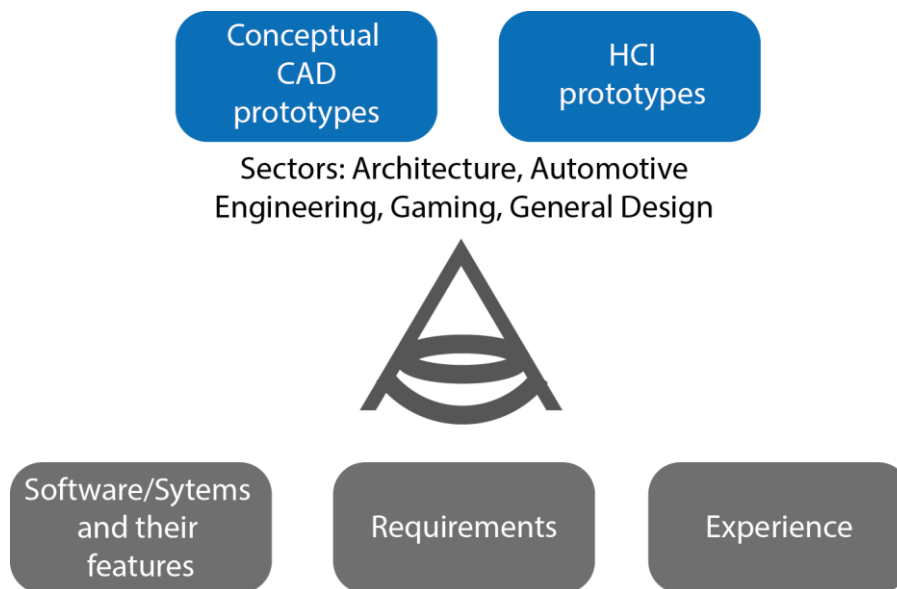 Conceptual
CAD
prototypes
HCI
prototypes
Sectors: Architecture, Automotive
Engineering, Gaming, General Design
Software/Sytems
and their
features
Requirements
Experience